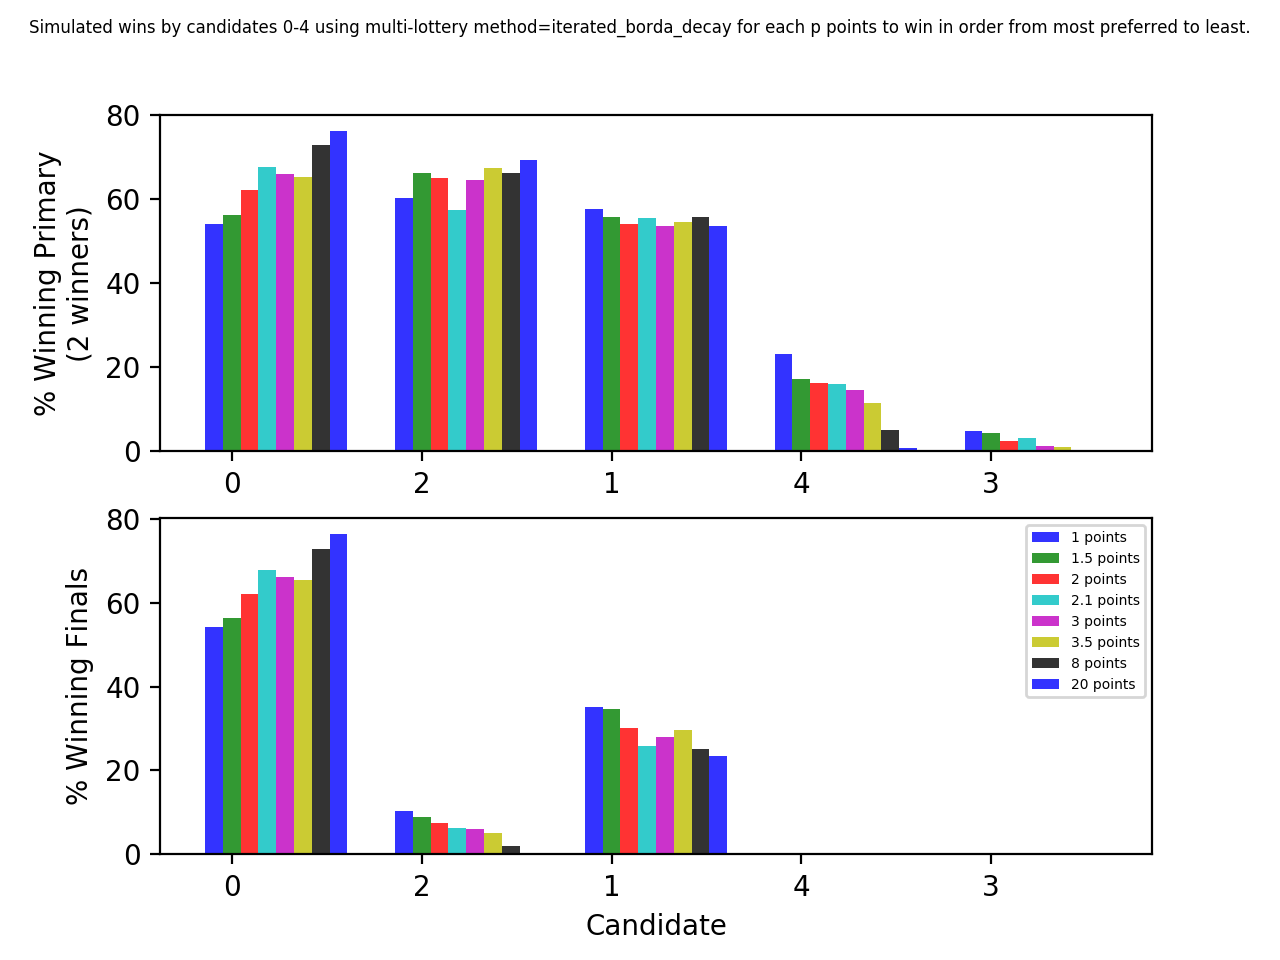 Simulated wins by candidates 0-4 using multi-lottery method=iterated_borda_decay for each p points to win in order from most preferred to least.
% Winning Primary
(2 winners)
80
60
40
20
0
0 2 1 4 3
% Winning Finals
80
60
40
20
0
1 points
1.5 points
2 points
2.1 points
3 points
3.5 points
8 points
20 points
0 2 1 4 3
Candidate